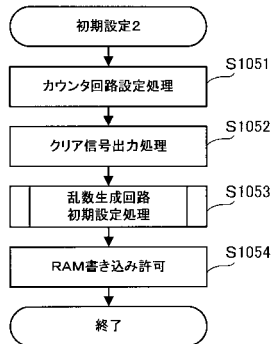 初期設定2
カウンタ回路設定処理
S1051
クリア信号出力処理
S1052
乱数生成回路
初期設定処理
S1053
RAM書き込み許可
S1054
終了